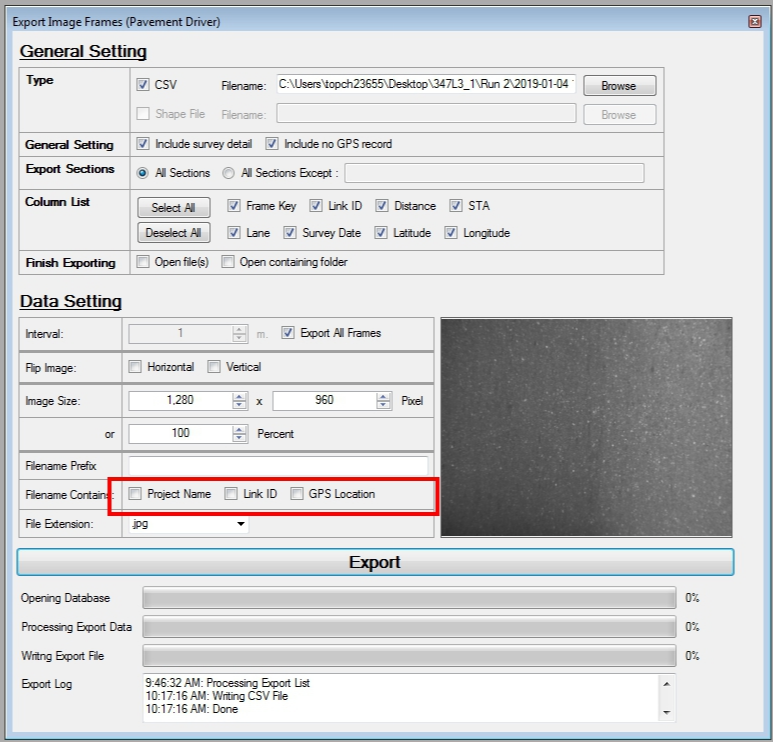 Export Image Frames (Pavement Driver)
General Setting
Type CSV Filename: C:\Users\topch23655\Desktop\347L3_1\Run 2\2019-01-04 Browse
Shape File Filename: Browse
General Setting Include survey detail Include no GPS record
Export Sections All Sections All Sections Except :
Column List Select All Frame Key Link ID Distance STA
Deselect All Lane Survey Date Latitude Longitude
Finish Exporting Open file(s) Open containing folder
Data Setting
Interval: 1 m. Export All Frames
Flip Image: Horizontal Vertical
Image Size: 1,280 x 960 Pixel
or 100 Percent
Filename Prefix
Filename Contains: Project Name Link ID GPS Location
File Extension: .jpg
Export
Opening Database 0%
Processing Export Data 0%
Writng Export File 0%
Export Log 9:46:32 AM: Processing Export List
10:17:16 AM: Writing CSV File
10:17:16 AM: Done